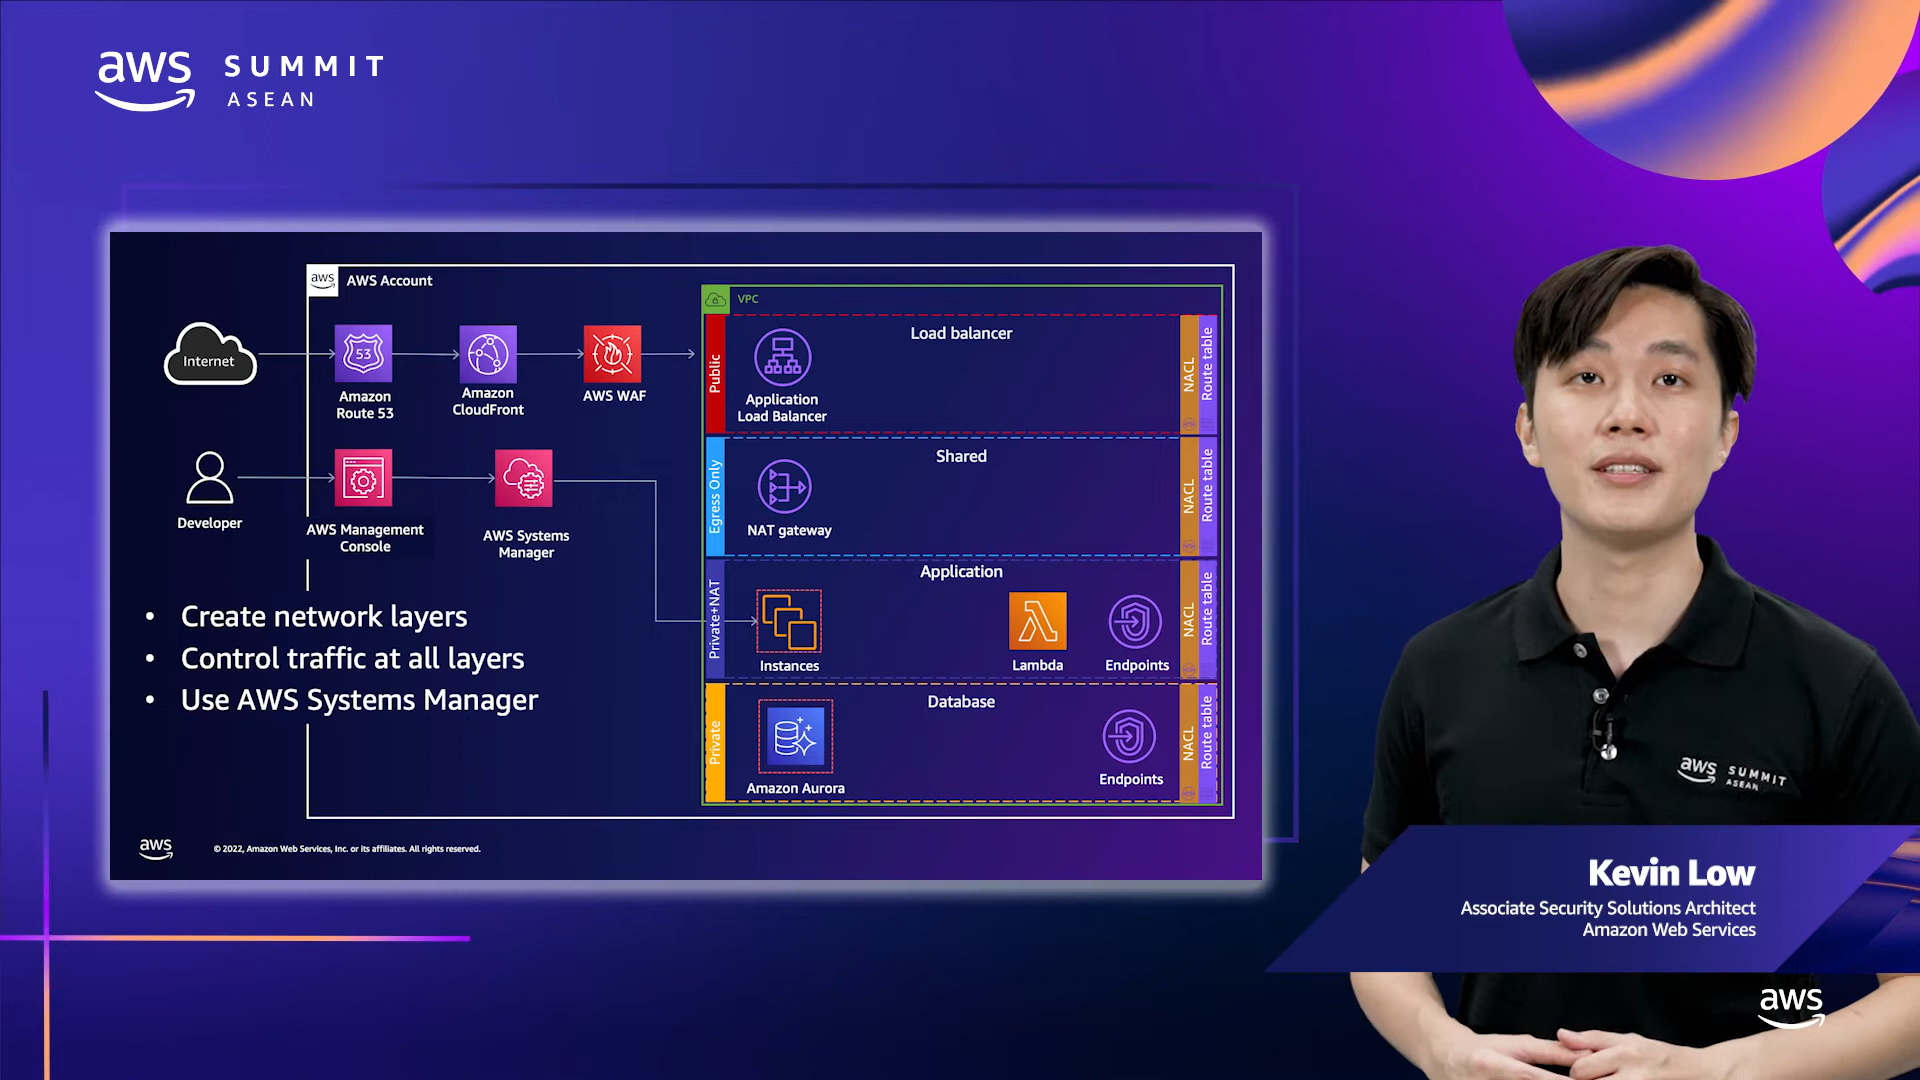 aws SUMMIT
ASEAN
aws AWS Account
VPC
Internet
53
Amazon
Route 53
Amazon
CloudFront
AWS WAF
Developer
AWS Management
Console
AWS Systems
Manager
• Create network layers
• Control traffic at all layers
• Use AWS Systems Manager
Public
Load balancer
Application
Load Balancer
NACL
Route table
Egress Only
Shared
NAT gateway
NACL
Route table
Private+NAT
Application
Instances
Lambda
Endpoints
NACL
Route table
Private
Database
Amazon Aurora
Endpoints
NACL
Route table
aws
© 2022, Amazon Web Services, Inc. or its affiliates. All rights reserved.
aws SUMMIT
ASEAN
Kevin Low
Associate Security Solutions Architect
Amazon Web Services
aws